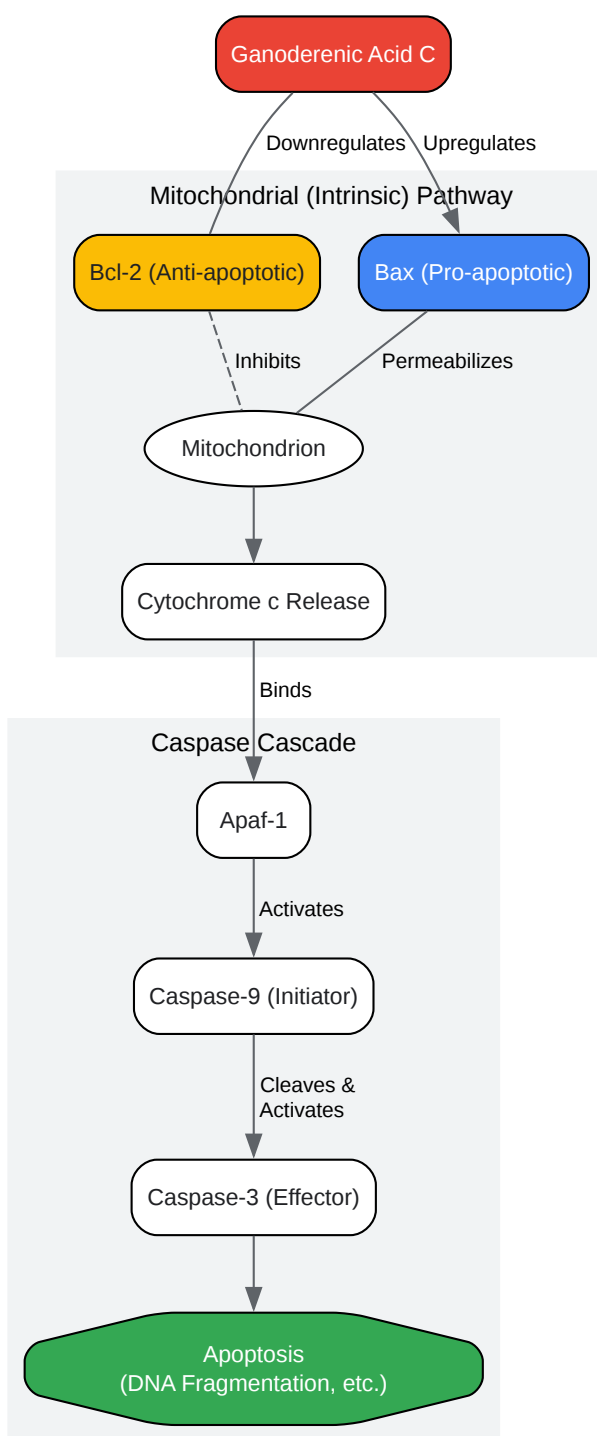 Ganoderenic Acid C
Downregulates
Upregulates
Mitochondrial (Intrinsic) Pathway
Bcl-2 (Anti-apoptotic)
Bax (Pro-apoptotic)
Inhibits
Permeabilizes
Mitochondrion
Cytochrome c Release
Binds
Caspase Cascade
Apaf-1
Activates
Caspase-9 (Initiator)
Cleaves &
Activates
Caspase-3 (Effector)
Apoptosis
(DNA Fragmentation, etc.)